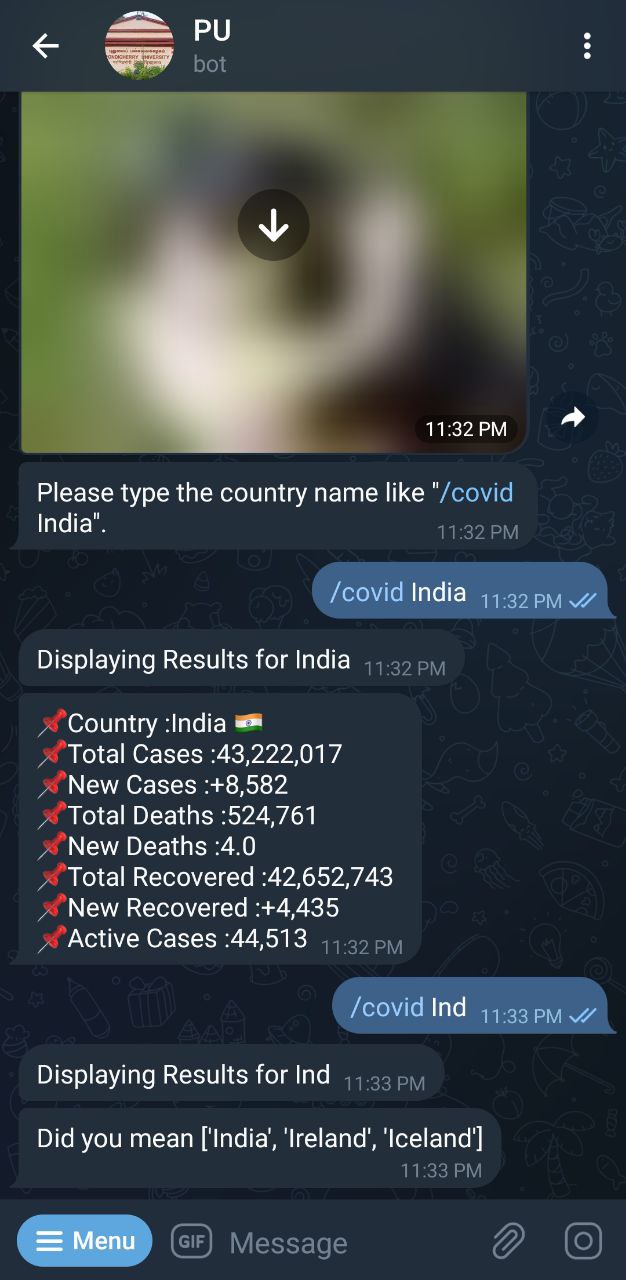 PU
bot
11:32 PM
Please type the country name like "/covid
India".
11:32 PM
/covid India 11:32 PM
Displaying Results for India 11:32 PM
📌Country :India 🇮🇳
📌Total Cases :43,222,017
📌New Cases :+8,582
📌Total Deaths :524,761
📌New Deaths :4.0
📌Total Recovered :42,652,743
📌New Recovered :+4,435
📌Active Cases :44,513 11:32 PM
/covid Ind 11:33 PM
Displaying Results for Ind 11:33 PM
Did you mean ['India', 'Ireland', 'Iceland']
11:33 PM
Menu GIF Message